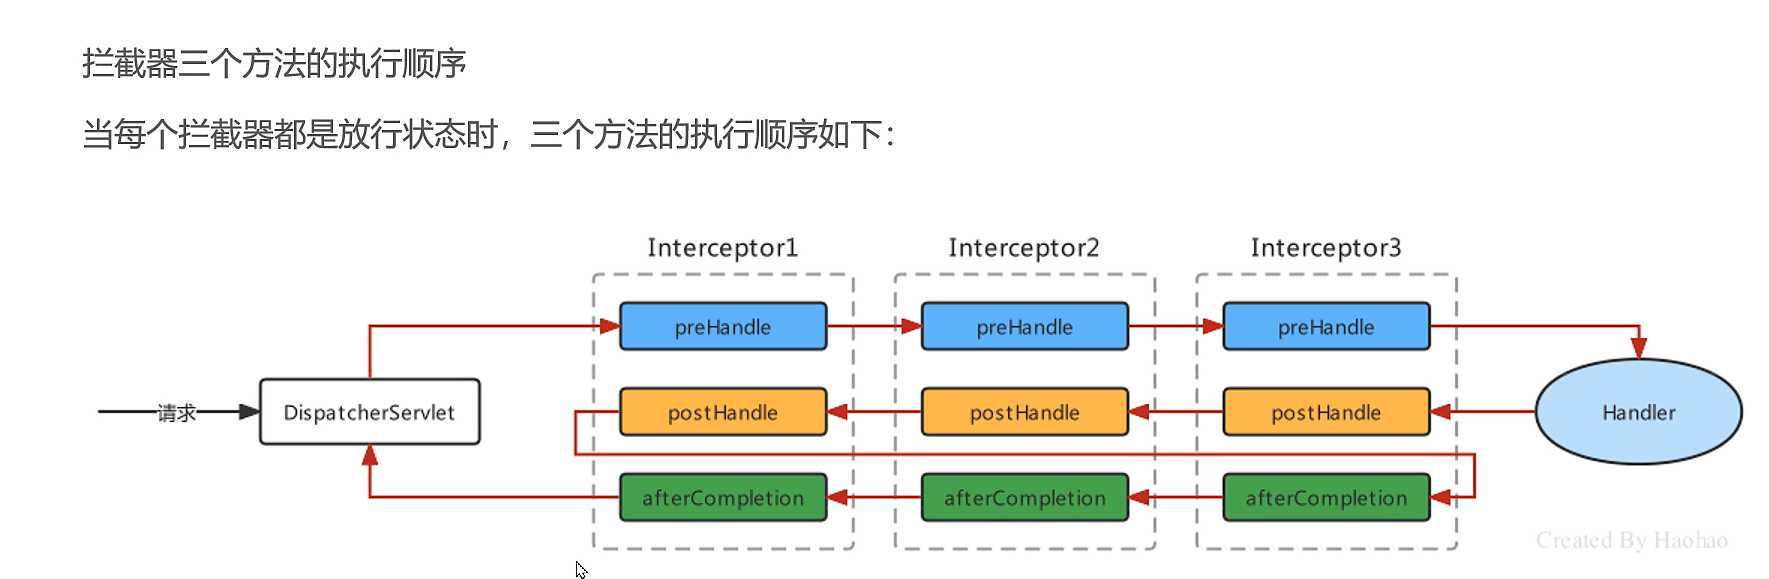 拦截器三个方法的执行顺序
当每个拦截器都是放行状态时，三个方法的执行顺序如下：
Interceptor1 Interceptor2 Interceptor3
preHandle preHandle preHandle
请求 DispatcherServlet postHandle postHandle postHandle Handler
afterCompletion afterCompletion afterCompletion
Created By Haohao